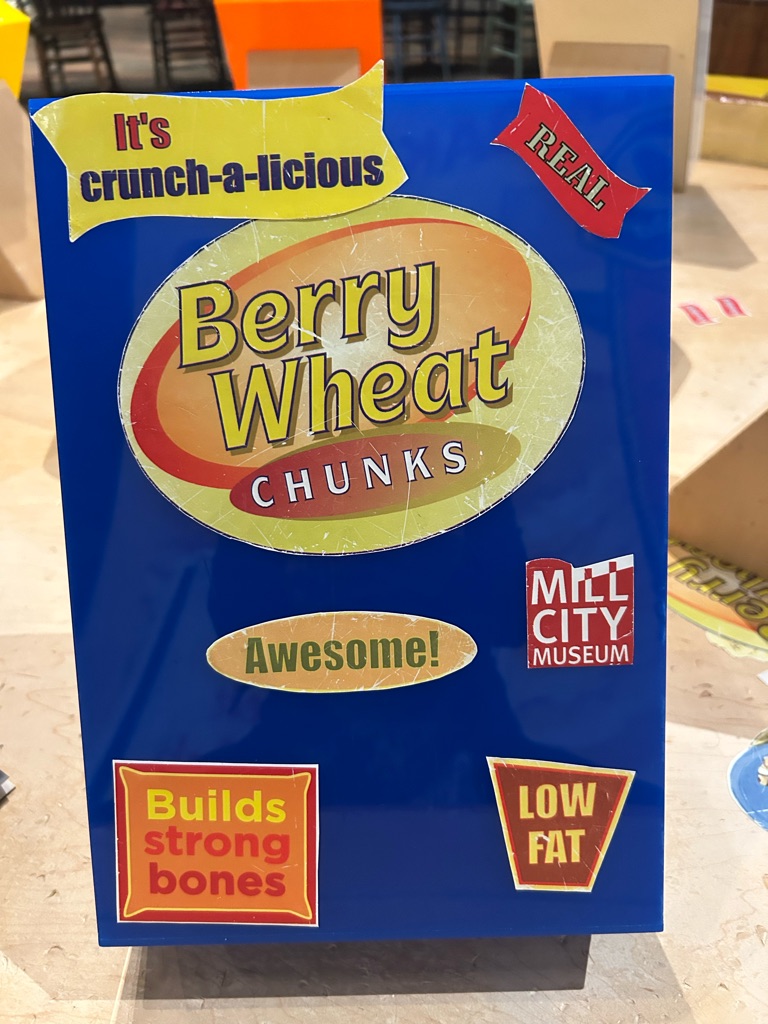 It's
crunch-a-licious
REAL
Berry
Wheat
CHUNKS
Awesome!
MILL
CITY
MUSEUM
Builds
strong
bones
LOW
FAT